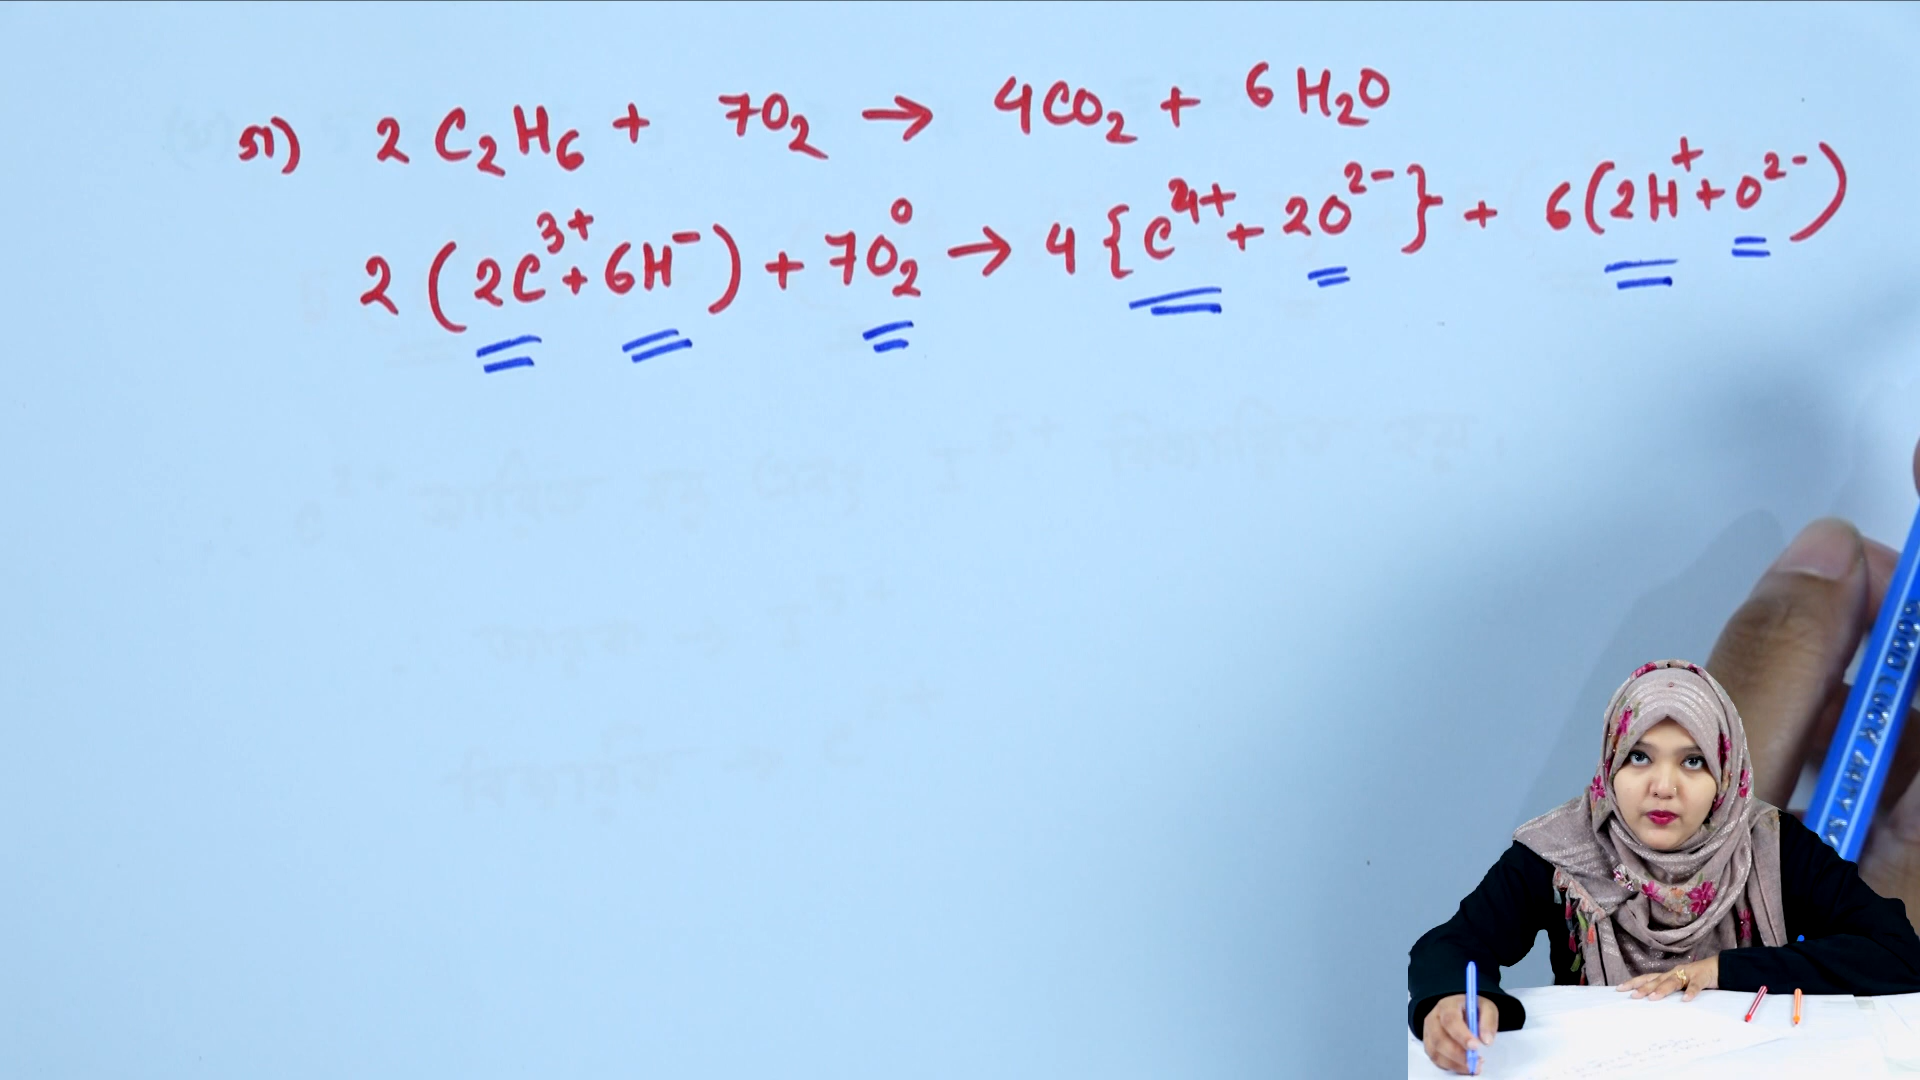 গ) 2 C₂H₆ + 7O₂ → 4CO₂ + 6 H₂O
2 (2C³⁺ + 6H⁻) + 7O₂⁰ → 4 {C⁴⁺ + 2O²⁻} + 6(2H⁺ + O²⁻)